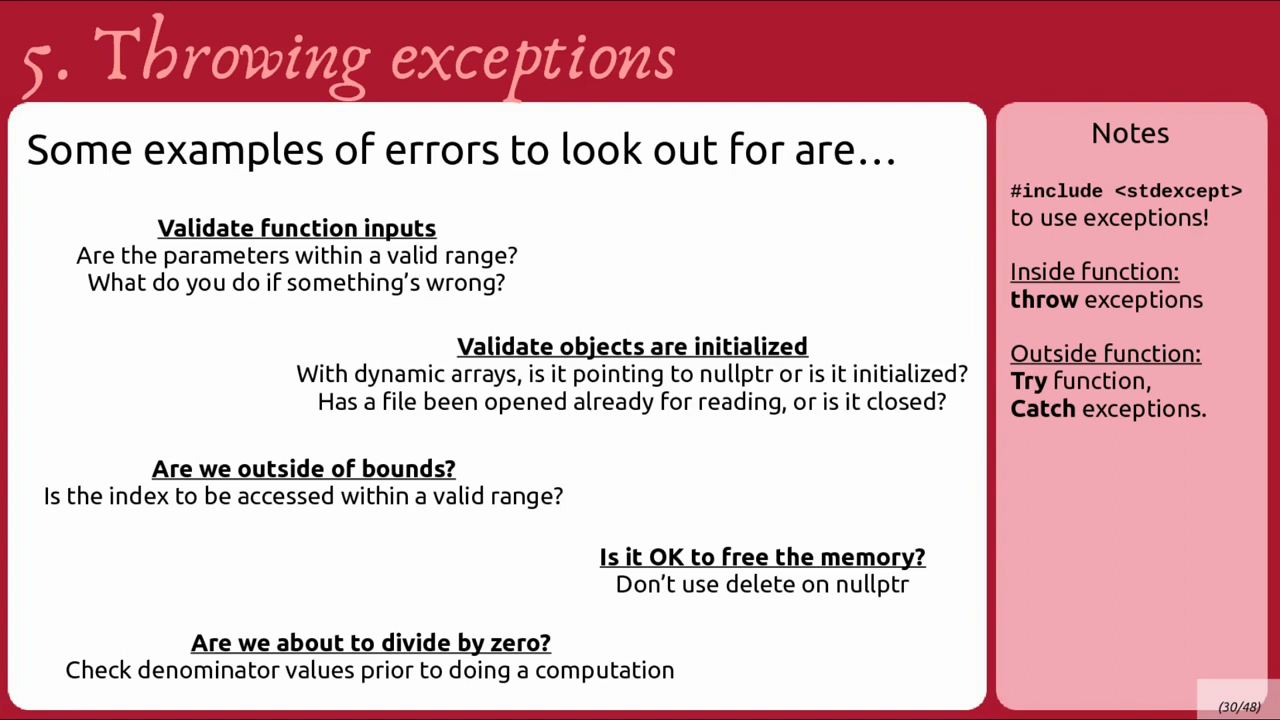 5. Throwing exceptions
Some examples of errors to look out for are…
Validate function inputs
Are the parameters within a valid range?
What do you do if something’s wrong?
Validate objects are initialized
With dynamic arrays, is it pointing to nullptr or is it initialized?
Has a file been opened already for reading, or is it closed?
Are we outside of bounds?
Is the index to be accessed within a valid range?
Is it OK to free the memory?
Don’t use delete on nullptr
Are we about to divide by zero?
Check denominator values prior to doing a computation
Notes
#include <stdexcept>
to use exceptions!
Inside function:
throw exceptions
Outside function:
Try function,
Catch exceptions.
(30/48)